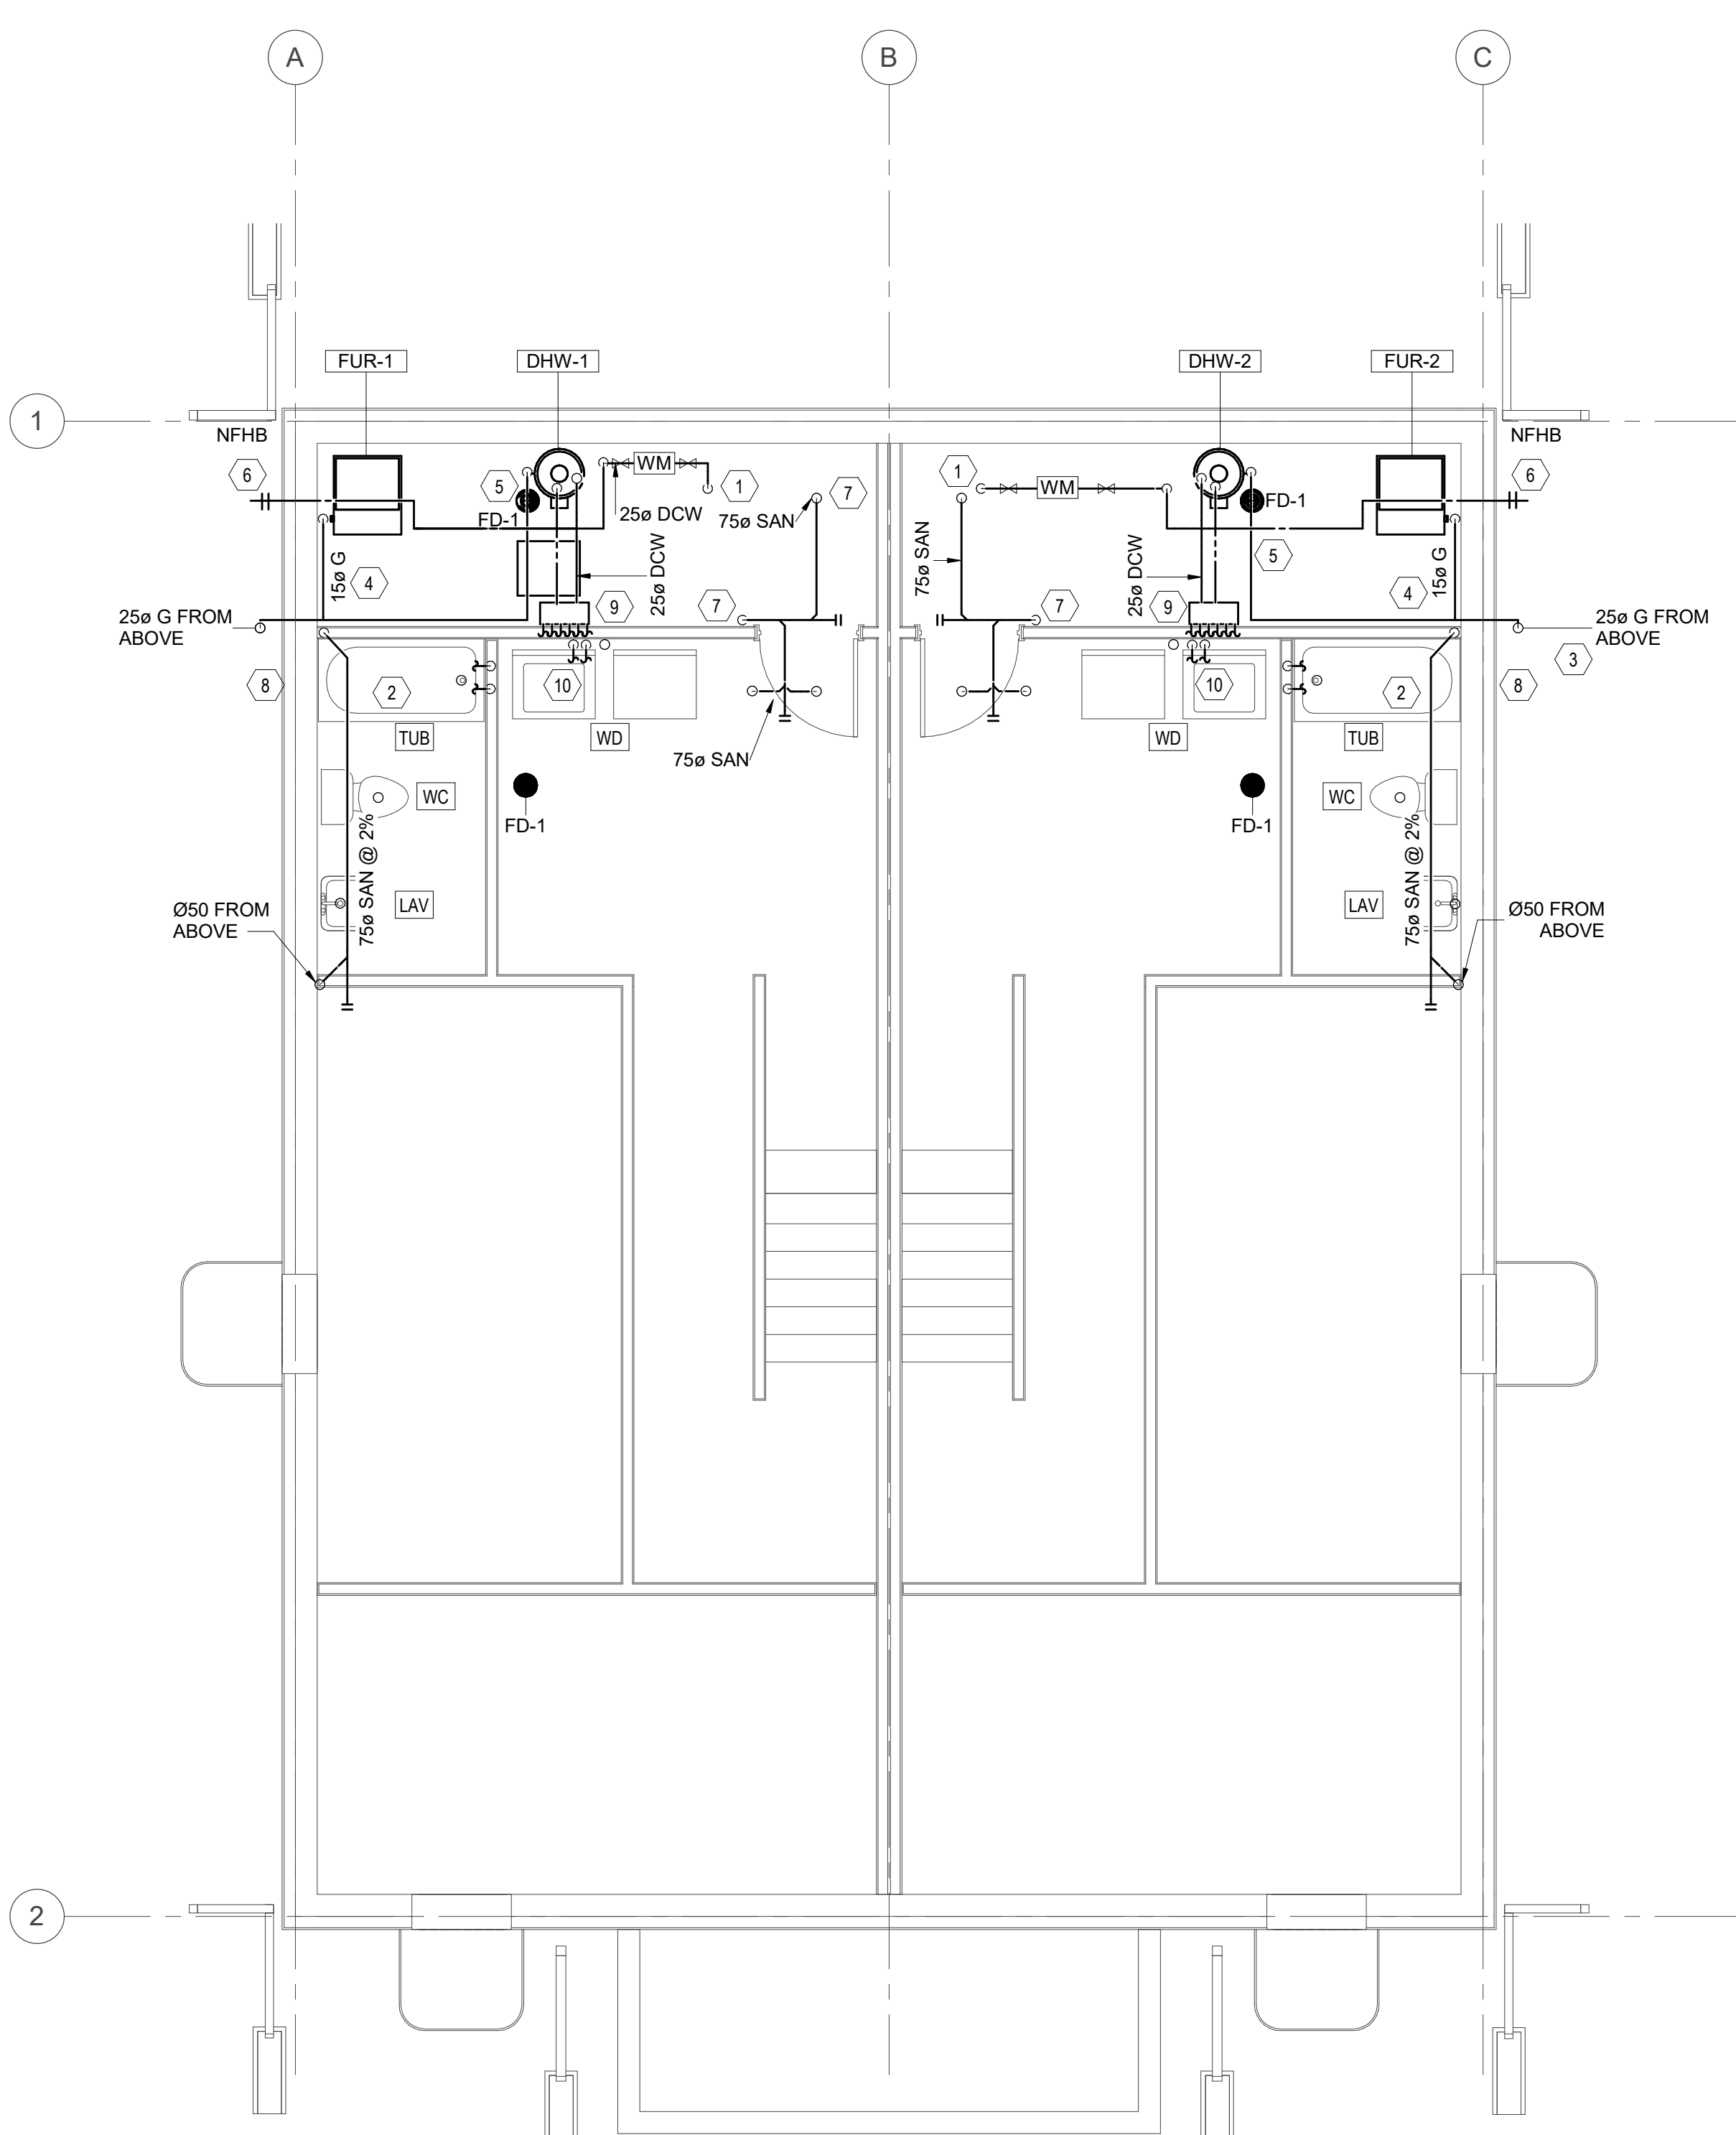 A
B
C
FUR-1
DHW-1
DHW-2
FUR-2
1
NFHB
NFHB
6
5
FD-1
WM
1
25ø DCW
75ø SAN
7
1
WM
FD-1
6
15ø G
4
25ø DCW
75ø SAN
25ø DCW
5
4
15ø G
25ø G FROM
ABOVE
9
7
7
9
25ø G FROM
ABOVE
3
8
2
10
10
2
8
TUB
WD
75ø SAN
WD
TUB
WC
FD-1
FD-1
WC
75ø SAN @ 2%
75ø SAN @ 2%
Ø50 FROM
ABOVE
LAV
LAV
Ø50 FROM
ABOVE
2